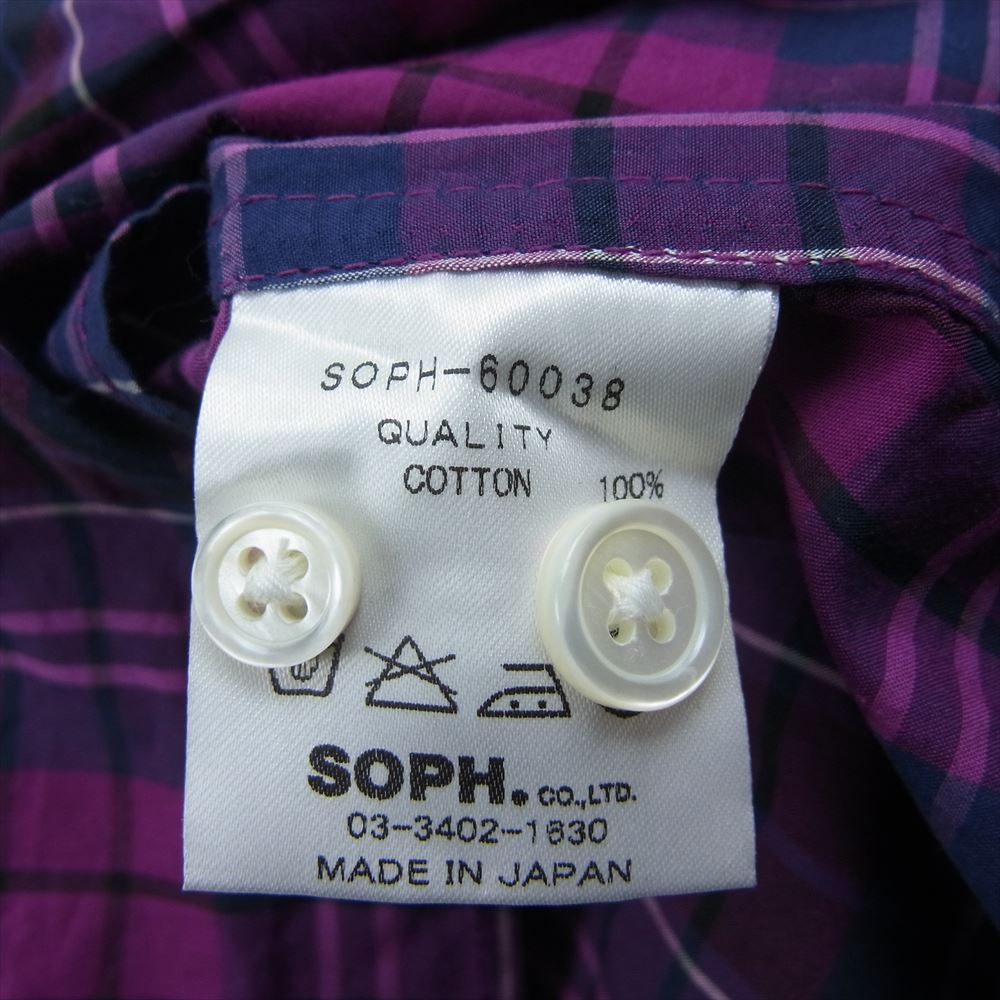 SOPH-60038
QUALITY
COTTON 100%
SOPH. CO.,LTD.
03-3402-1630
MADE IN JAPAN